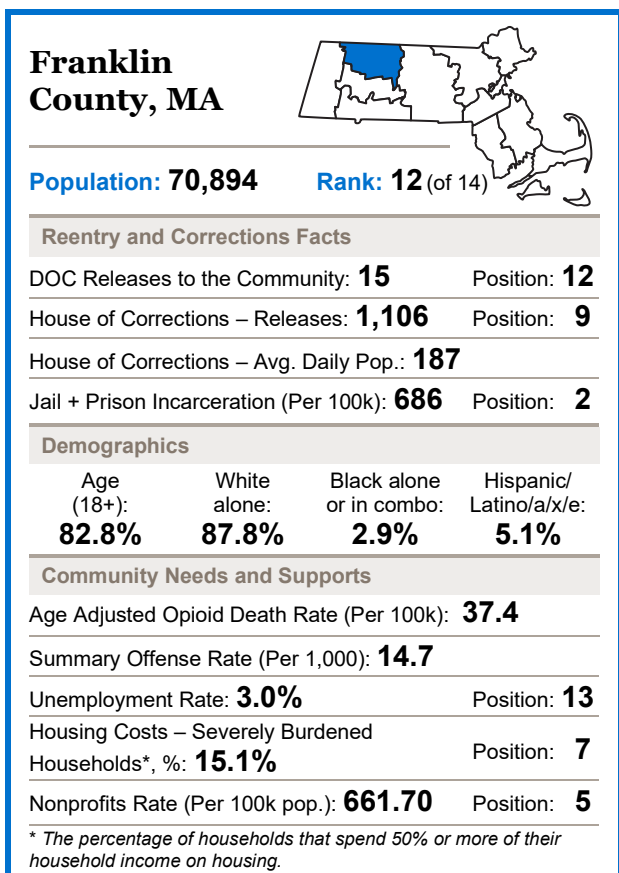 Franklin
County, MA
Population: 70,894 Rank: 12 (of 14)
Reentry and Corrections Facts
DOC Releases to the Community: 15 Position: 12
House of Corrections – Releases: 1,106 Position: 9
House of Corrections – Avg. Daily Pop.: 187
Jail + Prison Incarceration (Per 100k): 686 Position: 2
Demographics
Age White Black alone Hispanic/
(18+): alone: or in combo: Latino/a/x/e:
82.8% 87.8% 2.9% 5.1%
Community Needs and Supports
Age Adjusted Opioid Death Rate (Per 100k): 37.4
Summary Offense Rate (Per 1,000): 14.7
Unemployment Rate: 3.0% Position: 13
Housing Costs – Severely Burdened
Households*, %: 15.1% Position: 7
Nonprofits Rate (Per 100k pop.): 661.70 Position: 5
* The percentage of households that spend 50% or more of their
household income on housing.